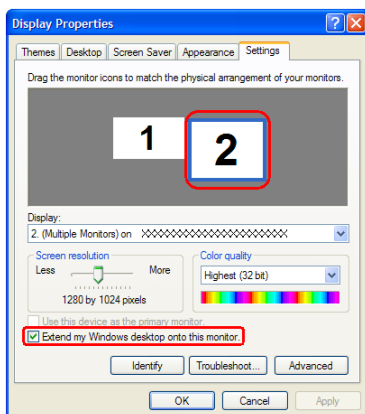 Display Properties
Themes Desktop Screen Saver Appearance Settings
Drag the monitor icons to match the physical arrangement of your monitors.
1 2
Display:
2. (Multiple Monitors) on XXXXXXXXXXXXXXXXXXXXXXXX
Screen resolution Color quality
Less More Highest (32 bit)
1280 by 1024 pixels
Use this device as the primary monitor.
Extend my Windows desktop onto this monitor.
Identify Troubleshoot... Advanced
OK Cancel Apply